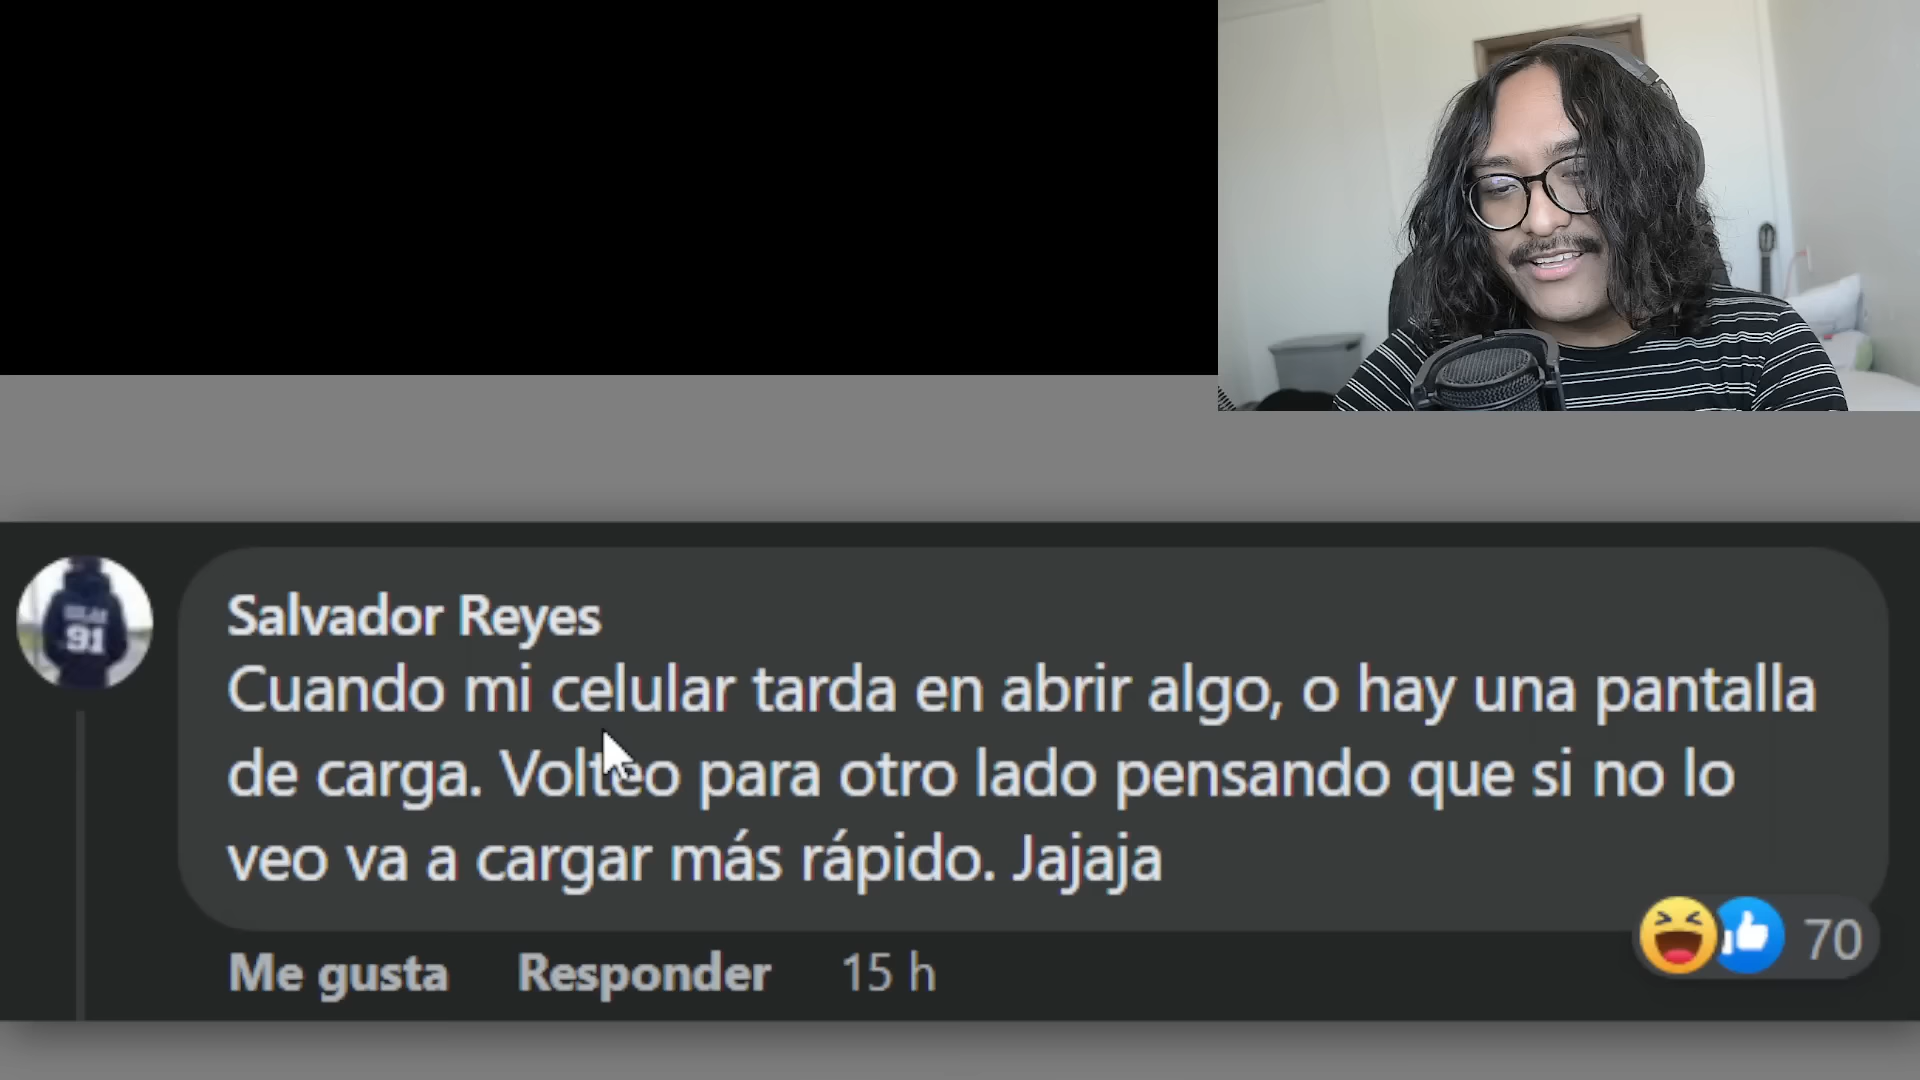 Salvador Reyes
Cuando mi celular tarda en abrir algo, o hay una pantalla
de carga. Volteo para otro lado pensando que si no lo
veo va a cargar más rápido. Jajaja
Me gusta Responder 15 h
70
91